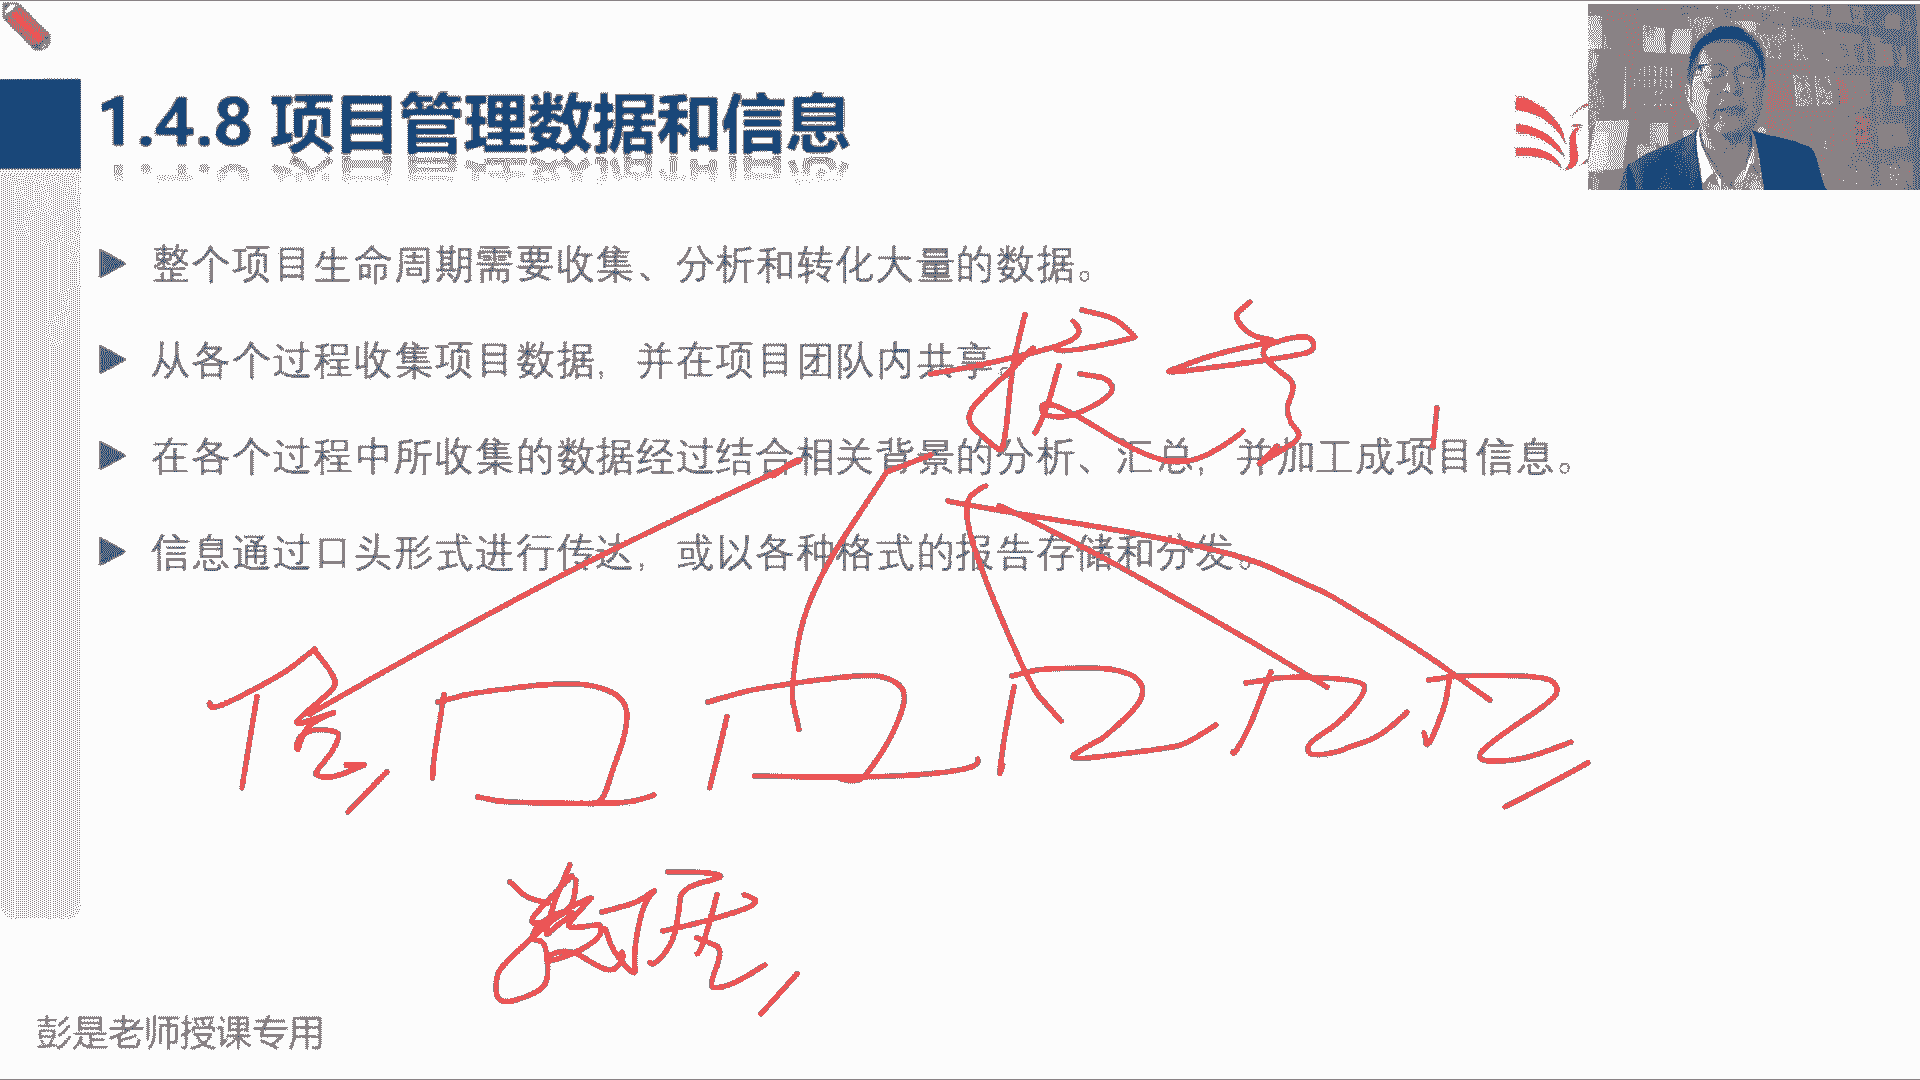 1.4.8 项目管理数据和信息
整个项目生命周期需要收集、分析和转化大量的数据。
从各个过程收集项目数据，并在项目团队内共享。
报告
在各个过程中所收集的数据经过结合相关背景的分析、汇总，并加工成项目信息。
信息通过口头形式进行传达，或以各种格式的报告存储和分发。
信
数据
彭是老师授课专用